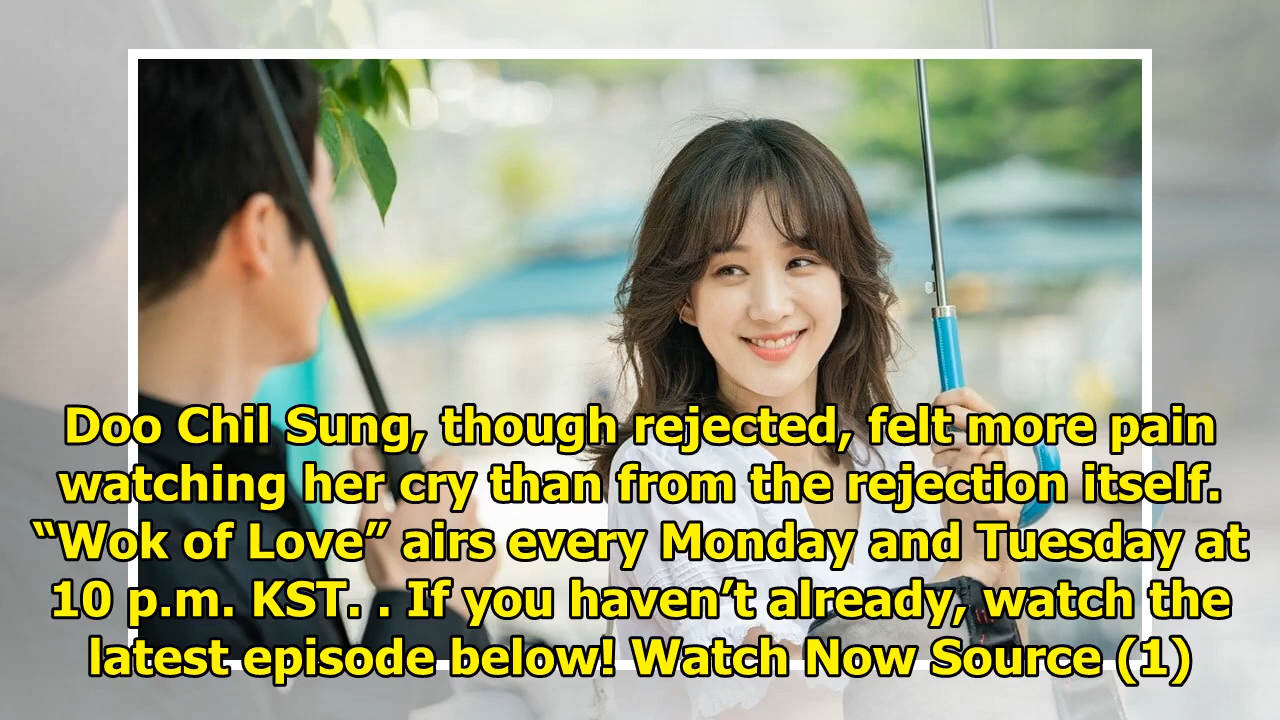 Doo Chil Sung, though rejected, felt more pain
watching her cry than from the rejection itself.
“Wok of Love” airs every Monday and Tuesday at
10 p.m. KST. . If you haven’t already, watch the
latest episode below! Watch Now Source (1)